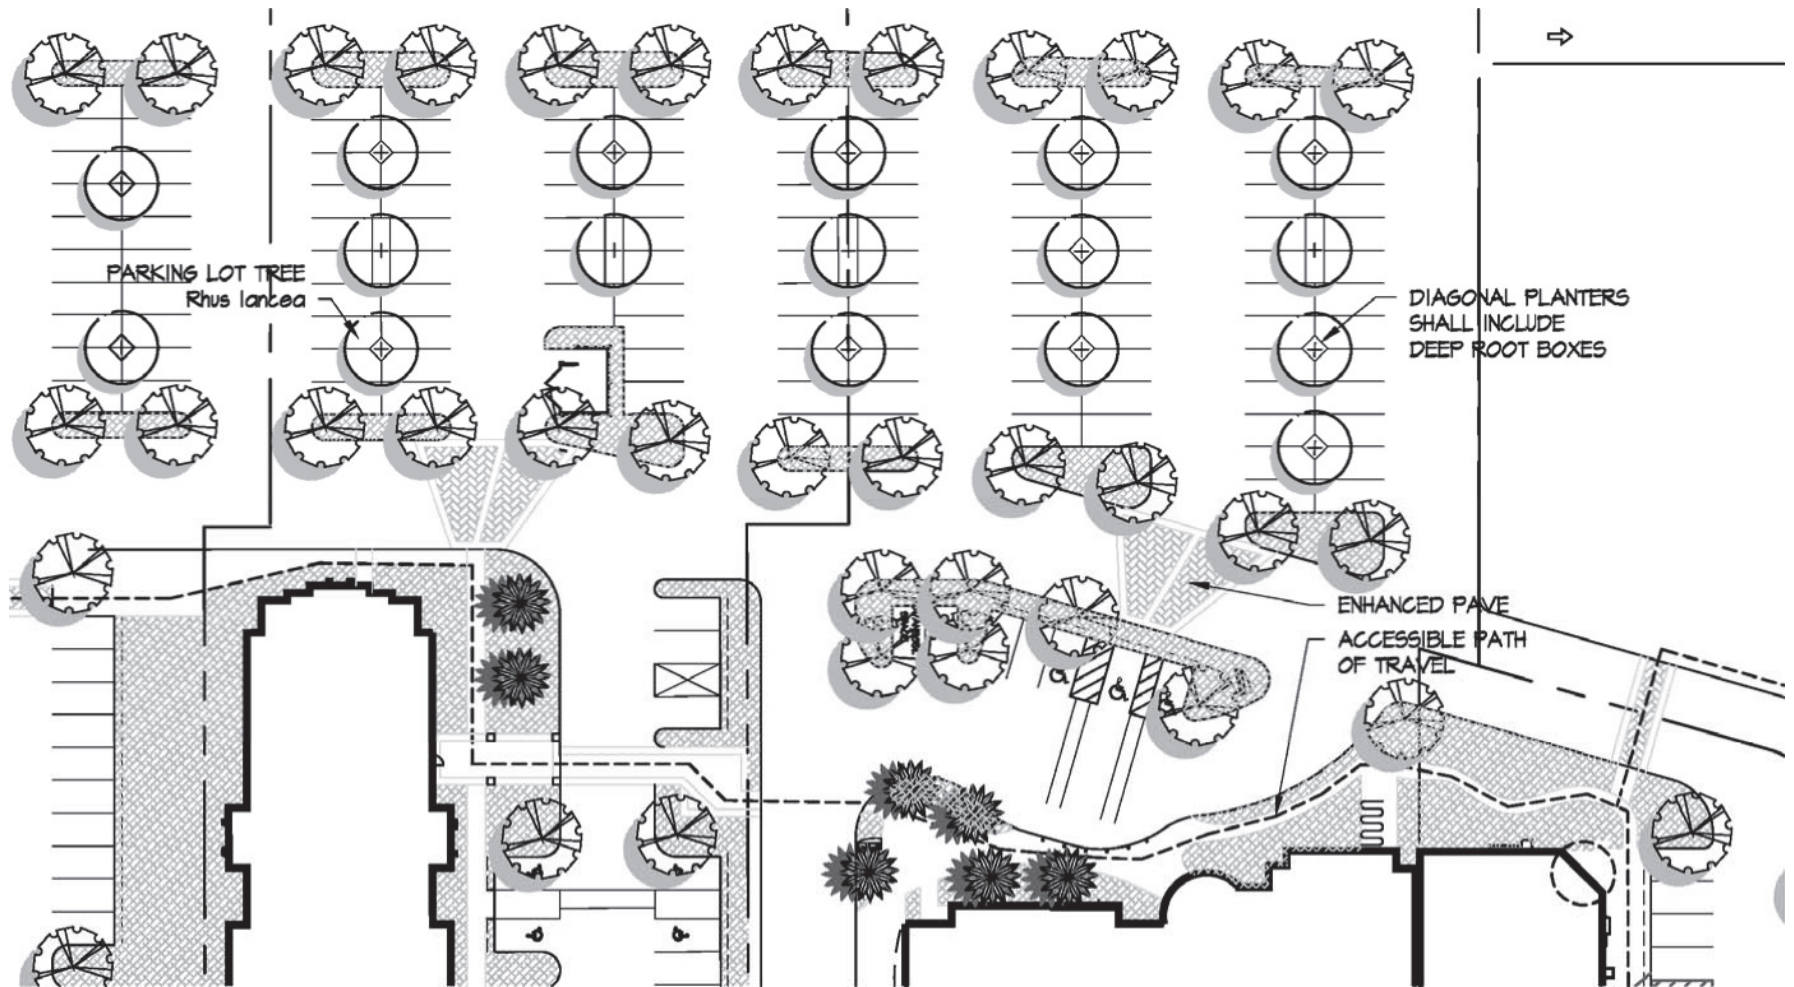 PARKING LOT TREE
Rhus lancea
DIAGONAL PLANTERS
SHALL INCLUDE
DEEP ROOT BOXES
ENHANCED PAVE
ACCESSIBLE PATH
OF TRAVEL